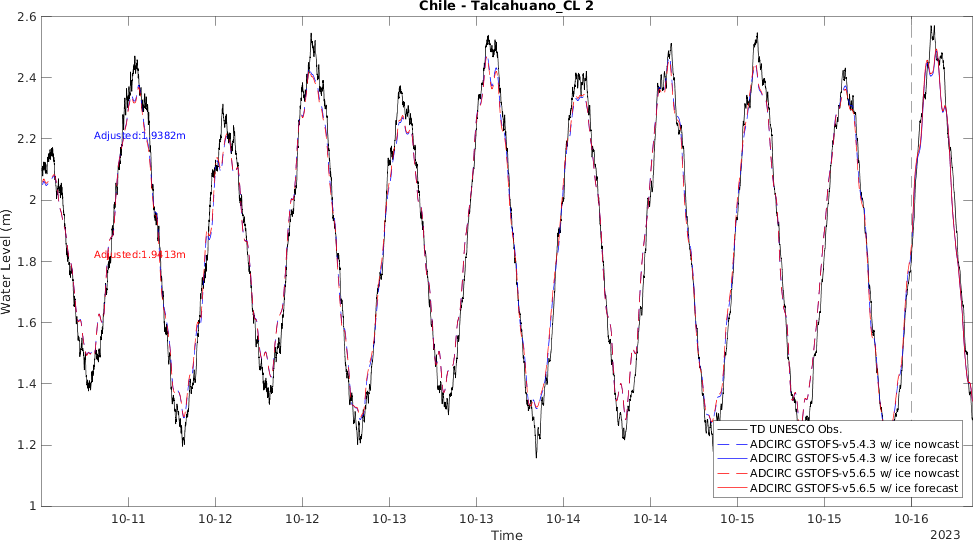 Chile - Talcahuano_CL 2
2.6
2.4
2.2
2
1.8
1.6
1.4
1.2
1
Water Level (m)
Adjusted:1.9382m
Adjusted:1.9413m
TD UNESCO Obs.
ADCIRC GSTOFS-v5.4.3 w/ ice nowcast
ADCIRC GSTOFS-v5.4.3 w/ ice forecast
ADCIRC GSTOFS-v5.6.5 w/ ice nowcast
ADCIRC GSTOFS-v5.6.5 w/ ice forecast
10-11 10-12 10-12 10-13 10-13 10-14 10-14 10-15 10-15 10-16
Time
2023